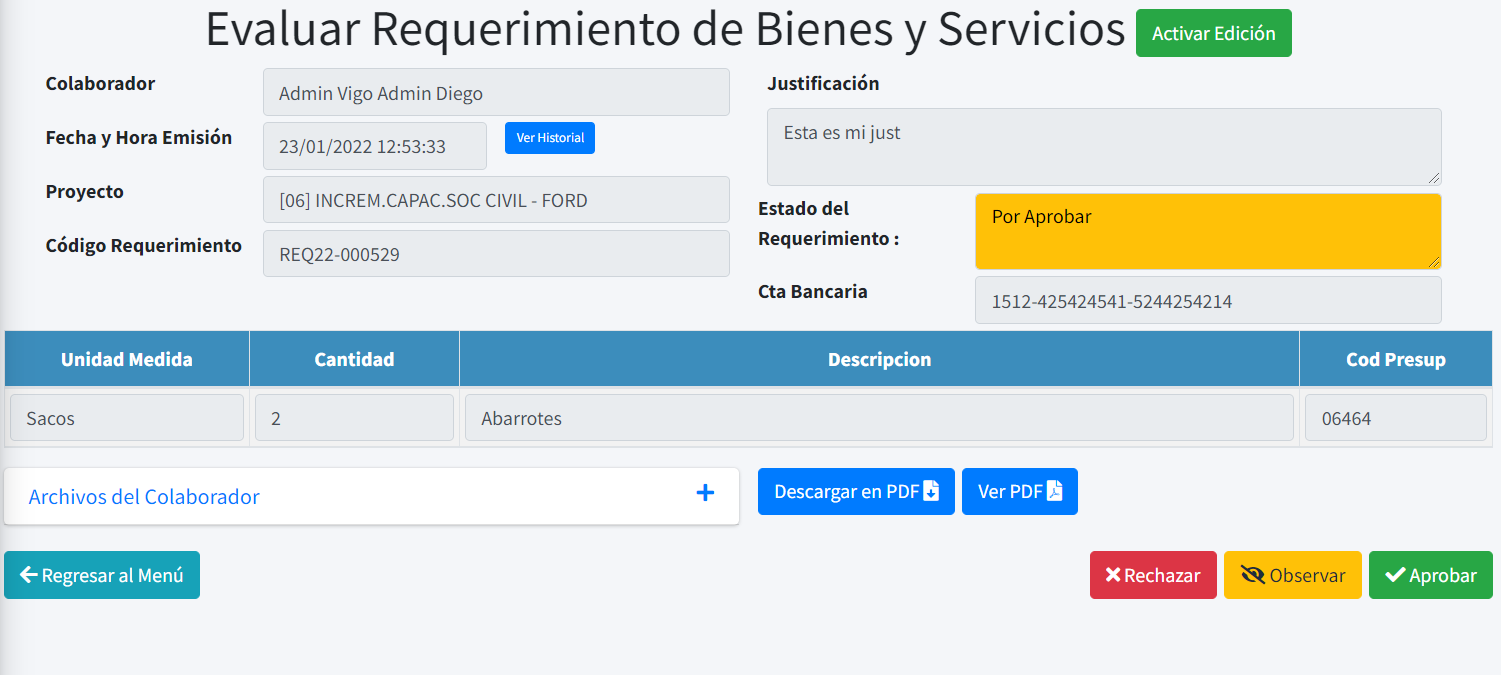 Evaluar Requerimiento de Bienes y Servicios
Activar Edición
Colaborador
Admin Vigo Admin Diego
Fecha y Hora Emisión
23/01/2022 12:53:33
Ver Historial
Proyecto
[06] INCREM.CAPAC.SOC CIVIL - FORD
Código Requerimiento
REQ22-000529
Justificación
Esta es mi just
Estado del
Requerimiento :
Por Aprobar
Cta Bancaria
1512-425424541-5244254214
Unidad Medida
Cantidad
Descripcion
Cod Presup
Sacos
2
Abarrotes
06464
Archivos del Colaborador
Descargar en PDF
Ver PDF
Regresar al Menú
Rechazar
Observar
Aprobar